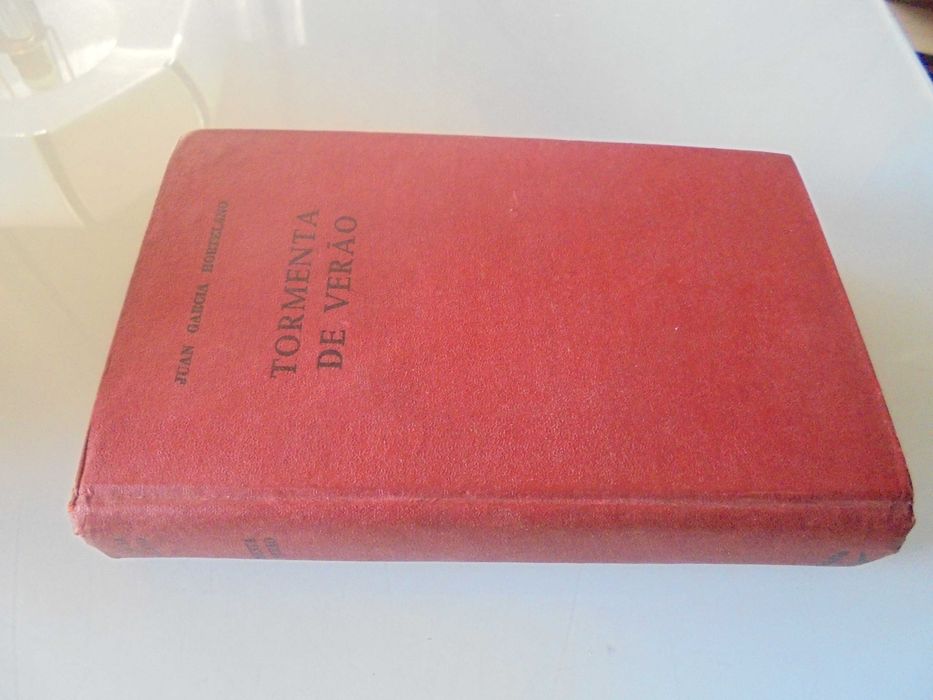 JUAN GARCIA HORTELANO
TORMENTA
DE VERÃO